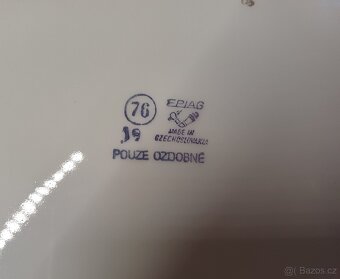 76
EPIAG
MADE IN
CZECHOSLOVAKIA
POUZE OZDOBNÉ
© Bazos.cz